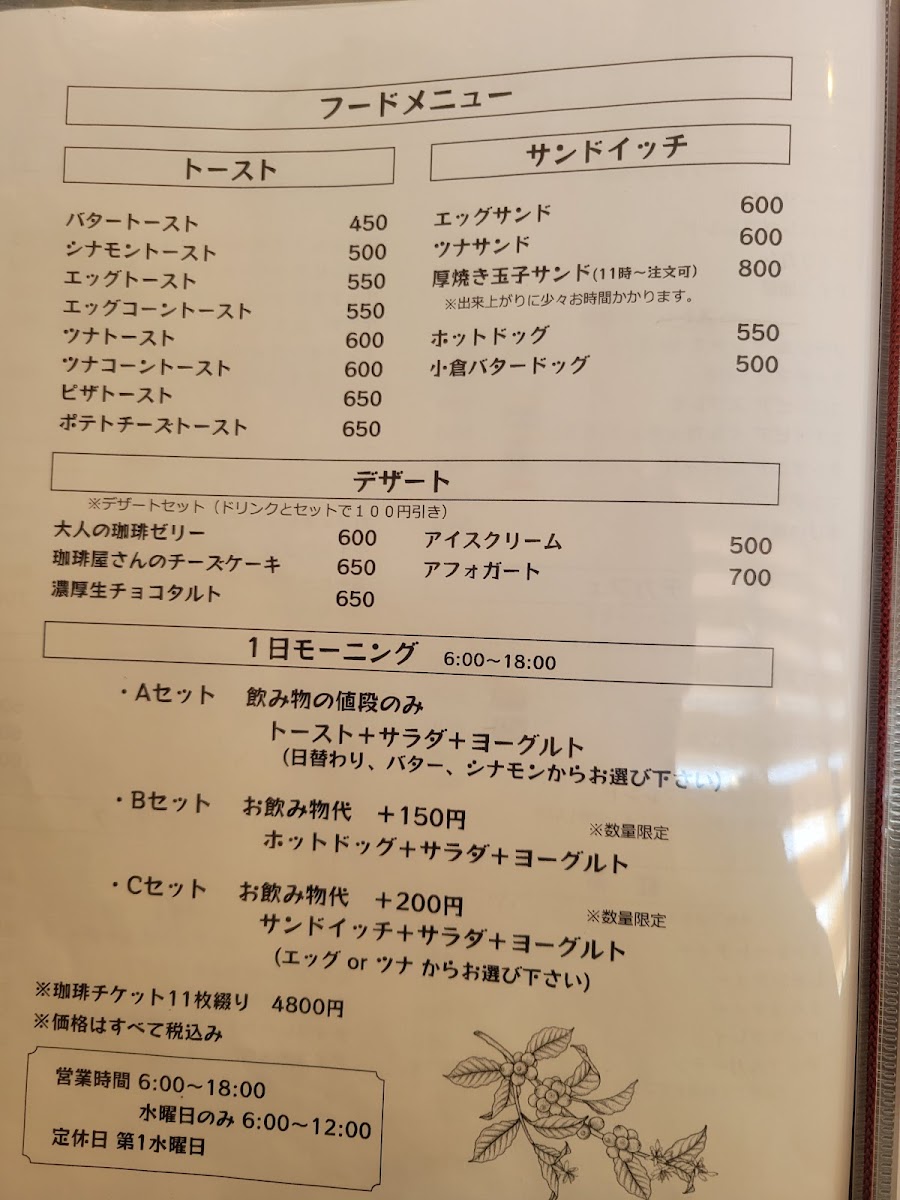 フードメニュー
トースト
バタートースト 450
シナモントースト 500
エッグトースト 550
エッグコーントースト 550
ツナトースト 600
ツナコーントースト 600
ピザトースト 650
ポテトチーズトースト 650
サンドイッチ
エッグサンド 600
ツナサンド 600
厚焼き玉子サンド(11時～注文可) 800
※出来上がりに少々お時間かかります。
ホットドッグ 550
小倉バタードッグ 500
デザート
※デザートセット（ドリンクとセットで１００円引き）
大人の珈琲ゼリー 600
珈琲屋さんのチーズケーキ 650
濃厚生チョコタルト 650
アイスクリーム 500
アフォガート 700
１日モーニング 6:00～18:00
・Aセット 飲み物の値段のみ
トースト＋サラダ＋ヨーグルト
(日替わり、バター、シナモンからお選び下さい)
・Bセット お飲み物代 ＋150円 ※数量限定
ホットドッグ＋サラダ＋ヨーグルト
・Cセット お飲み物代 ＋200円 ※数量限定
サンドイッチ＋サラダ＋ヨーグルト
(エッグ or ツナ からお選び下さい)
※珈琲チケット11枚綴り 4800円
※価格はすべて税込み
営業時間 6:00～18:00
水曜日のみ 6:00～12:00
定休日 第1水曜日